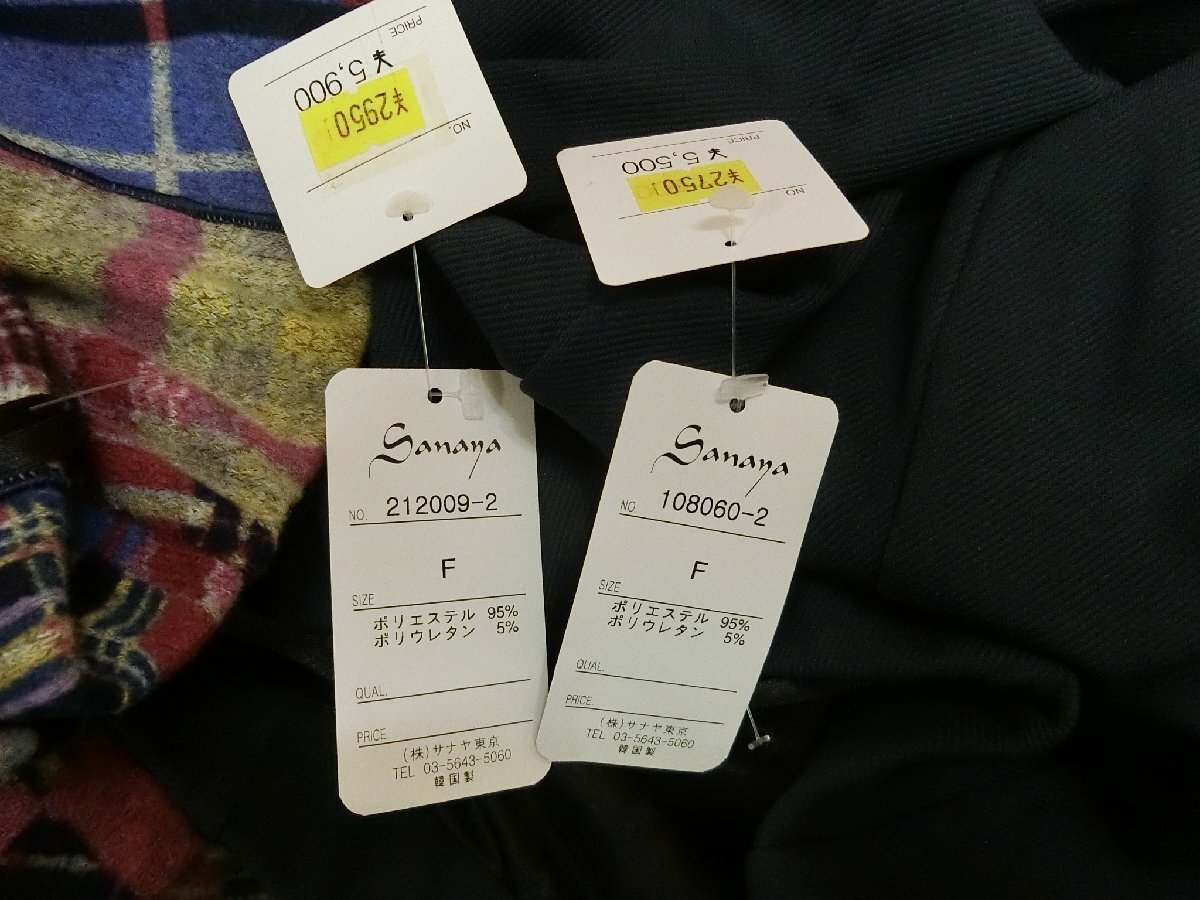 PRICE
¥5,900
¥2950
NO.
PRICE
¥5,500
¥2750
NO
Sanaya
NO. 212009-2
F
SIZE
ポリエステル 95%
ポリウレタン 5%
QUAL.
PRICE
(株)サナヤ東京
TEL 03-5643-5060
韓国製
Sanaya
NO. 108060-2
F
SIZE
ポリエステル 95%
ポリウレタン 5%
QUAL.
PRICE.
(株)サナヤ東京
TEL 03-5643-5060
韓国製